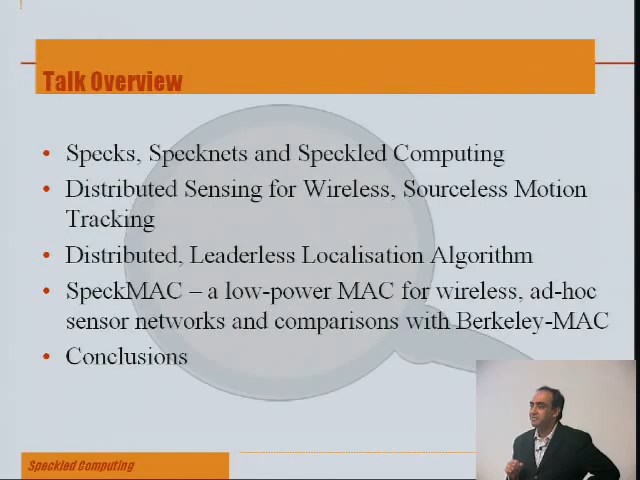 Talk Overview
• Specks, Specknets and Speckled Computing
• Distributed Sensing for Wireless, Sourceless Motion
Tracking
• Distributed, Leaderless Localisation Algorithm
• SpeckMAC – a low-power MAC for wireless, ad-hoc
sensor networks and comparisons with Berkeley-MAC
• Conclusions
Speckled Computing